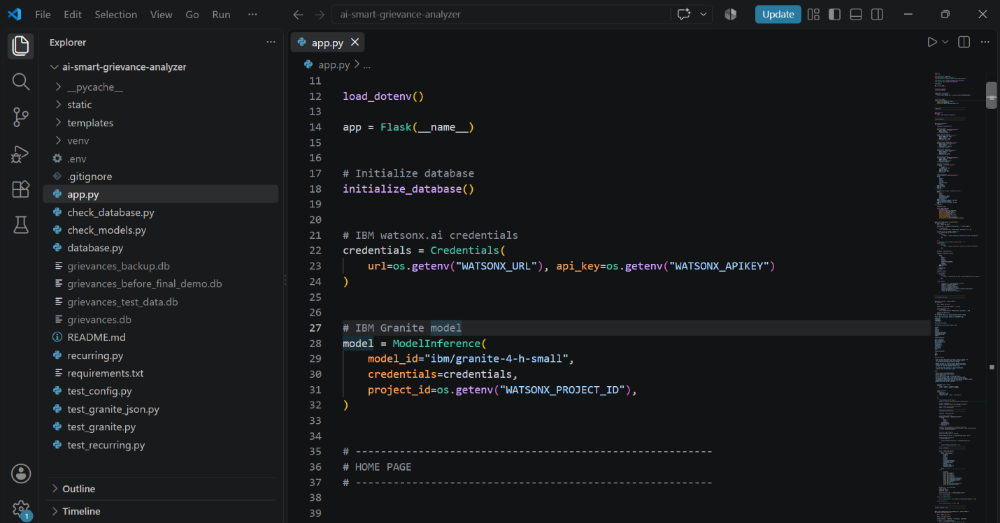 File Edit Selection View Go Run ··· ai-smart-grievance-analyzer Update
Explorer ···
ai-smart-grievance-analyzer
__pycache__
static
templates
venv
.env
.gitignore
app.py
check_database.py
check_models.py
database.py
grievances_backup.db
grievances_before_final_demo.db
grievances_test_data.db
grievances.db
README.md
recurring.py
requirements.txt
test_config.py
test_granite_json.py
test_granite.py
test_recurring.py
Outline
Timeline
1
app.py
app.py > ...
11
12 load_dotenv()
13
14 app = Flask(__name__)
15
16
17 # Initialize database
18 initialize_database()
19
20
21 # IBM watsonx.ai credentials
22 credentials = Credentials(
23     url=os.getenv("WATSONX_URL"), api_key=os.getenv("WATSONX_APIKEY")
24 )
25
26
27 # IBM Granite model
28 model = ModelInference(
29     model_id="ibm/granite-4-h-small",
30     credentials=credentials,
31     project_id=os.getenv("WATSONX_PROJECT_ID"),
32 )
33
34
35 # ------------------------------------------------------------
36 # HOME PAGE
37 # ------------------------------------------------------------
38
39